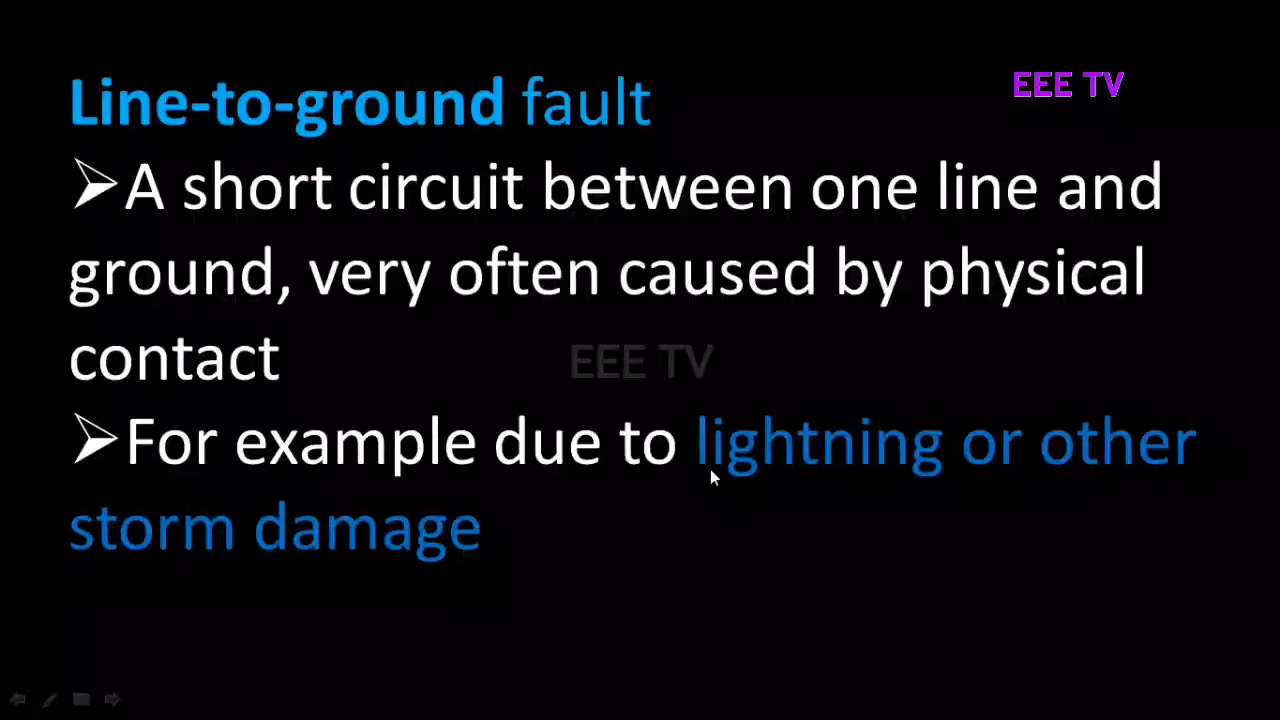 EEE TV
Line-to-ground fault
➢A short circuit between one line and
ground, very often caused by physical
contact
EEE TV
➢For example due to lightning or other
storm damage